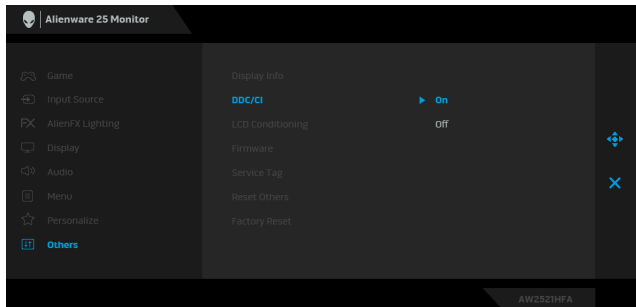 Alienware 25 Monitor
Game
Display Info
Input Source
DDC/CI
On
AlienFX Lighting
LCD Conditioning
Off
Display
Firmware
Audio
Service Tag
Menu
Reset Others
Personalize
Factory Reset
Others
AW2521HFA